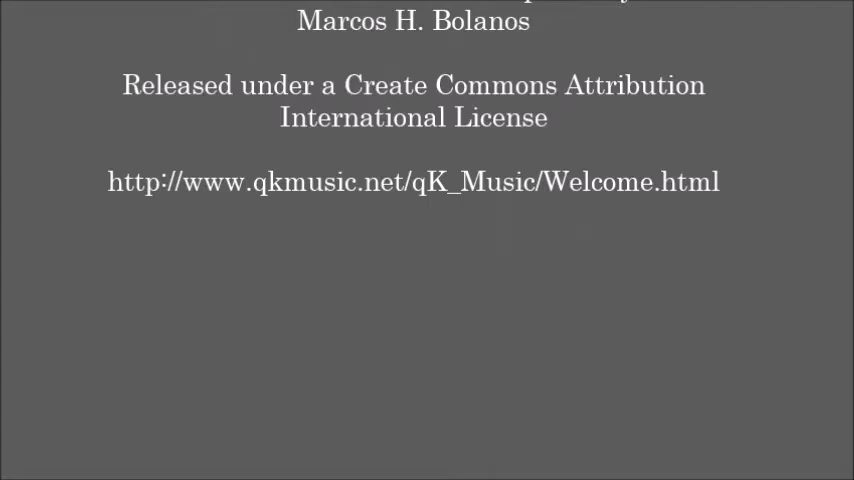 Marcos H. Bolanos
Released under a Create Commons Attribution
International License
http://www.qkmusic.net/qK_Music/Welcome.html